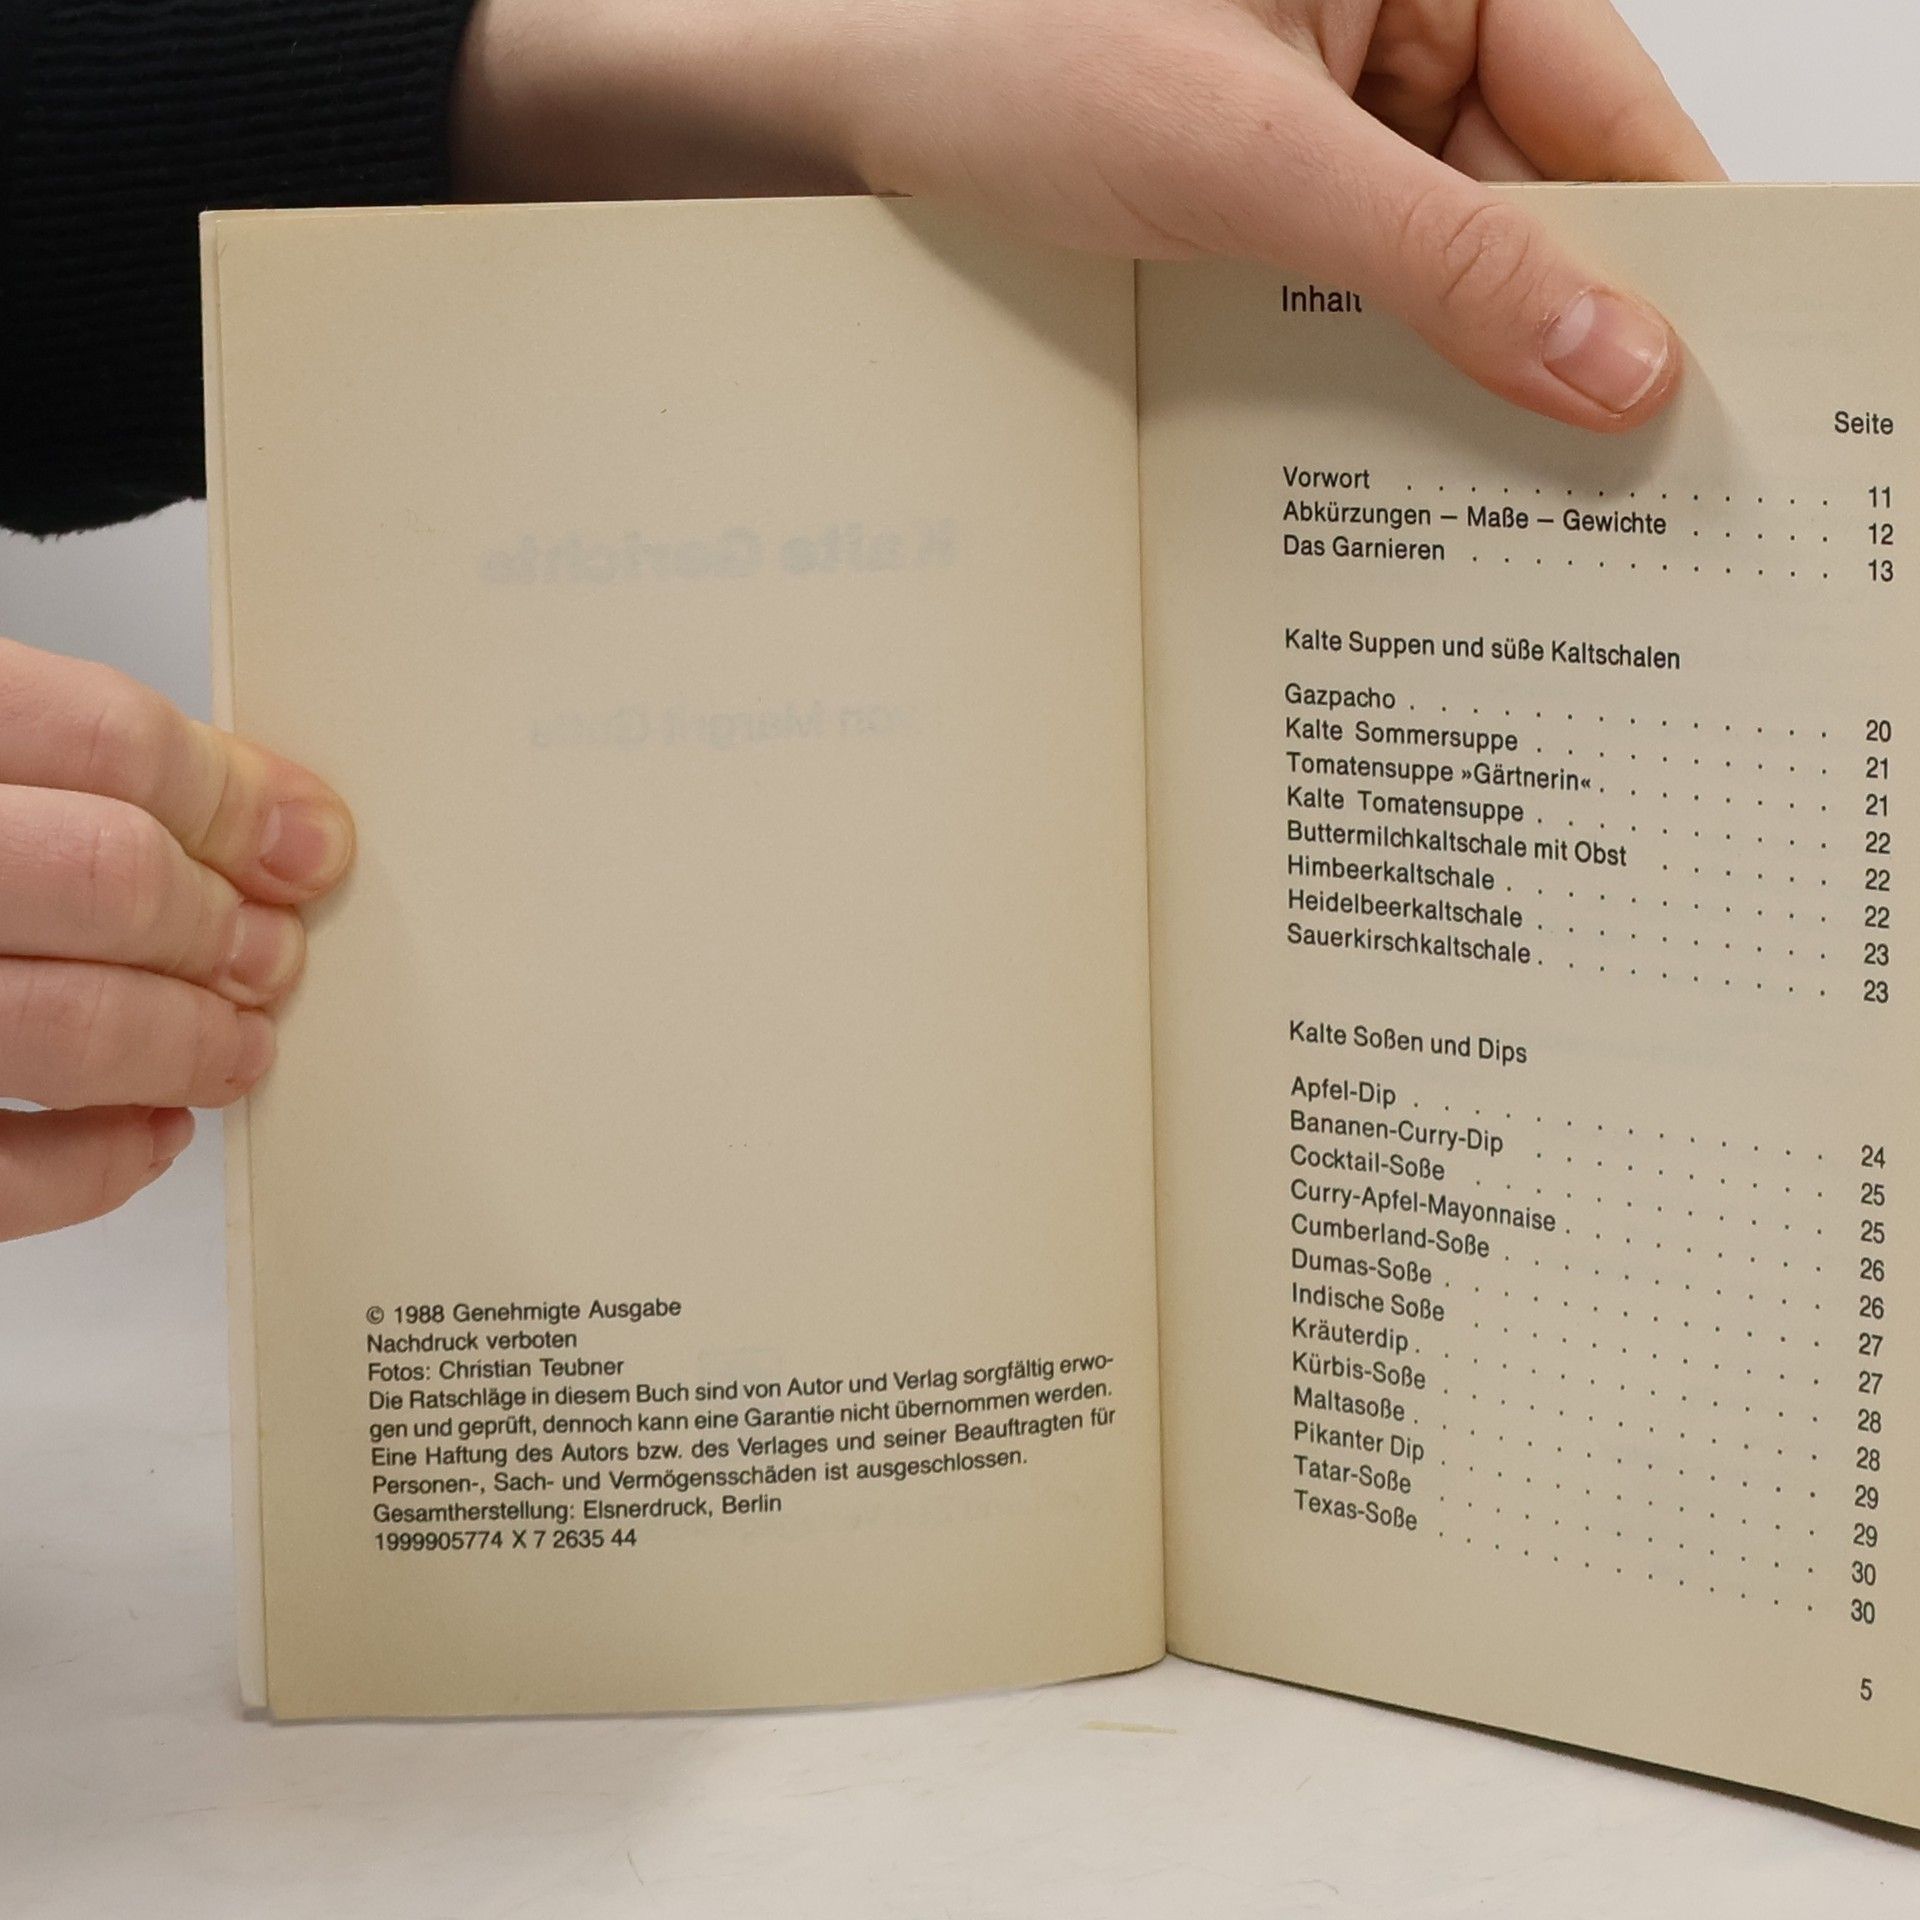 © 1988 Genehmigte Ausgabe
Nachdruck verboten
Fotos: Christian Teubner
Die Ratschläge in diesem Buch sind von Autor und Verlag sorgfältig erwo-
gen und geprüft, dennoch kann eine Garantie nicht übernommen werden.
Eine Haftung des Autors bzw. des Verlages und seiner Beauftragten für
Personen-, Sach- und Vermögensschäden ist ausgeschlossen.
Gesamtherstellung: Elsnerdruck, Berlin
1999905774 X 7 2635 44
Inhalt
Seite
Vorwort . . . . . . . . . . . . . . 11
Abkürzungen – Maße – Gewichte . . . . . 12
Das Garnieren . . . . . . . . . . . . 13
Kalte Suppen und süße Kaltschalen
Gazpacho . . . . . . . . . . . . . . 20
Kalte Sommersuppe . . . . . . . . . . 21
Tomatensuppe »Gärtnerin« . . . . . . . . 21
Kalte Tomatensuppe . . . . . . . . . . 22
Buttermilchkaltschale mit Obst . . . . . . 22
Himbeerkaltschale . . . . . . . . . . . 22
Heidelbeerkaltschale . . . . . . . . . . 23
Sauerkirschkaltschale . . . . . . . . . . 23
Kalte Soßen und Dips
Apfel-Dip . . . . . . . . . . . . . . 24
Bananen-Curry-Dip . . . . . . . . . . 25
Cocktail-Soße . . . . . . . . . . . . 25
Curry-Apfel-Mayonnaise . . . . . . . . . 26
Cumberland-Soße . . . . . . . . . . . 26
Dumas-Soße . . . . . . . . . . . . . 27
Indische Soße . . . . . . . . . . . . 27
Kräuterdip . . . . . . . . . . . . . . 28
Kürbis-Soße . . . . . . . . . . . . . 28
Maltasoße . . . . . . . . . . . . . . 29
Pikanter Dip . . . . . . . . . . . . . 29
Tatar-Soße . . . . . . . . . . . . . 30
Texas-Soße . . . . . . . . . . . . . 30
5